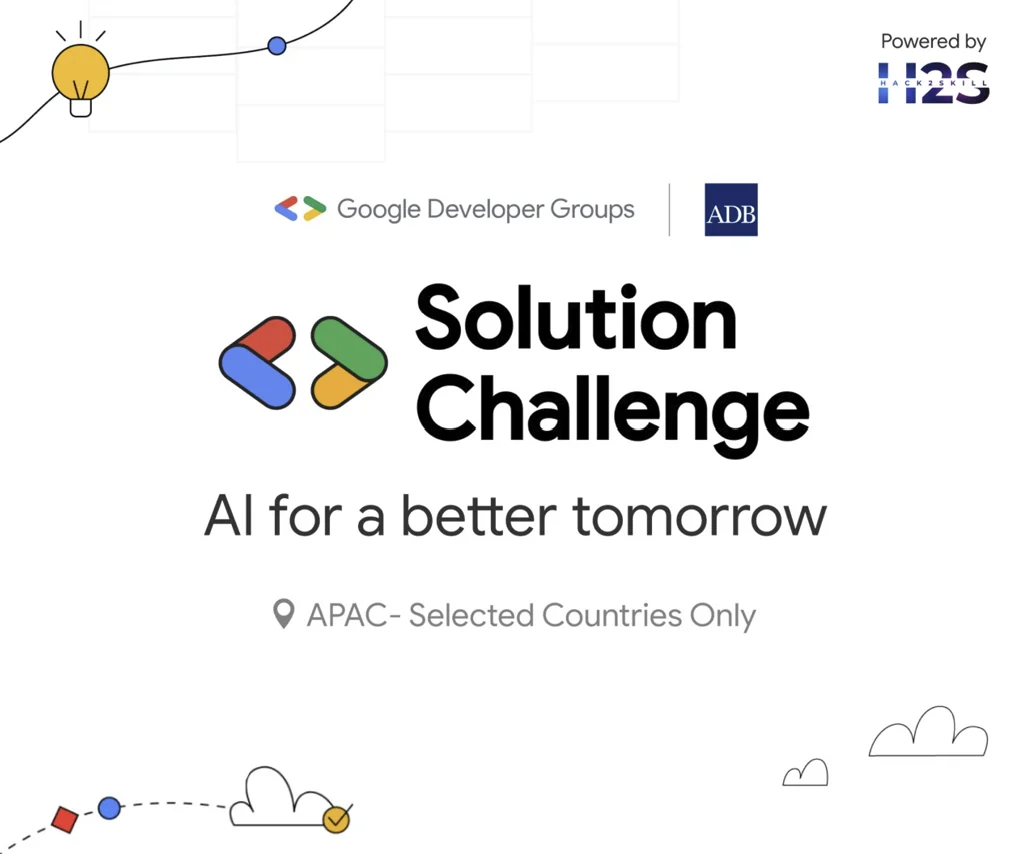 Powered by
H2S
HACK2SKILL
Google Developer Groups
ADB
Solution
Challenge
AI for a better tomorrow
APAC- Selected Countries Only